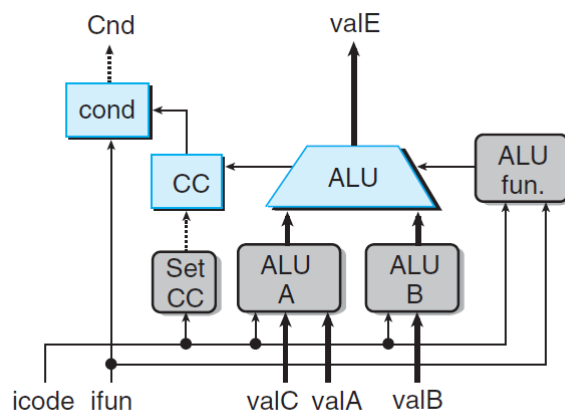 Cnd
valE
cond
CC
ALU
ALU
fun.
Set
CC
ALU
A
ALU
B
icode
ifun
valC
valA
valB